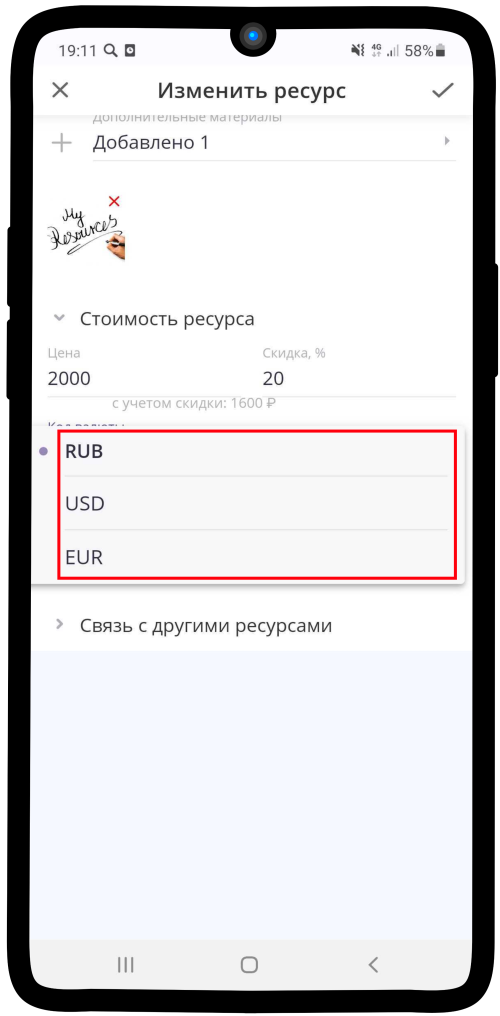 19:11
4G
58%
Изменить ресурс
Дополнительные материалы
Добавлено 1
My
Resources
Стоимость ресурса
Цена
Скидка, %
2000
20
с учетом скидки: 1600 ₽
Код валюты
RUB
USD
EUR
Связь с другими ресурсами